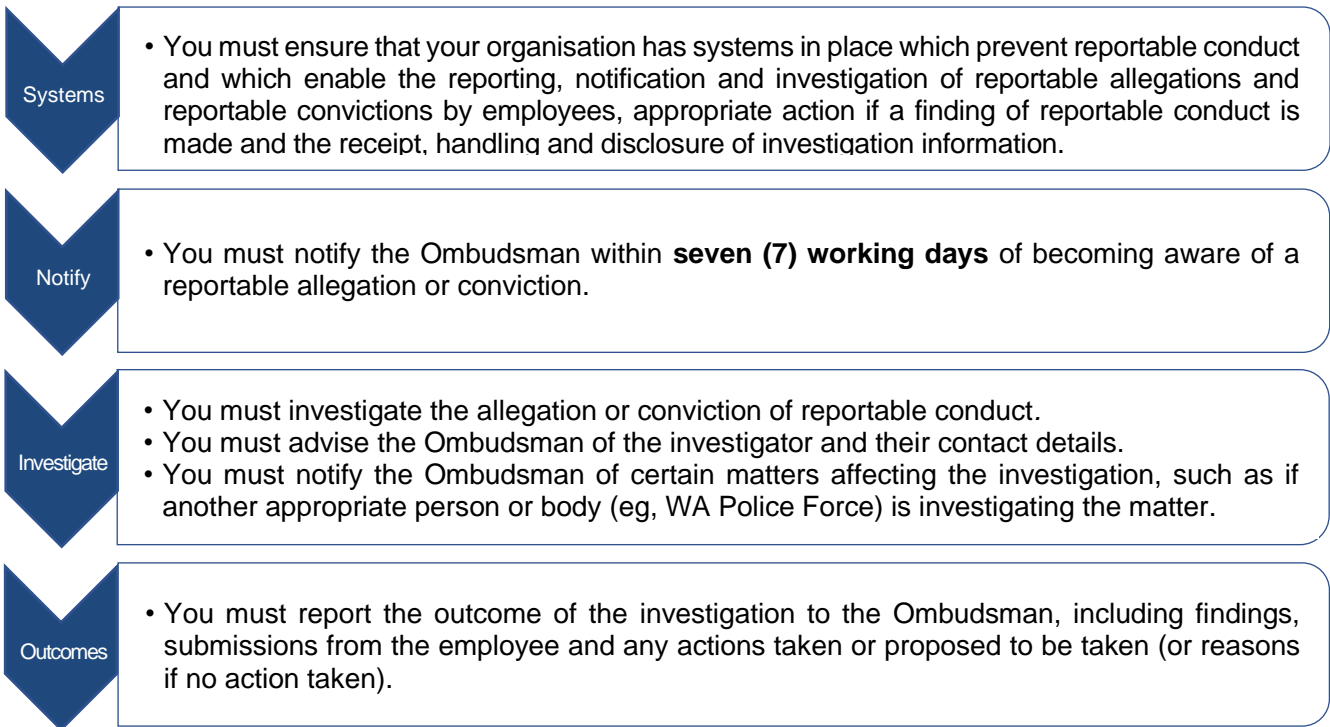 Systems
• You must ensure that your organisation has systems in place which prevent reportable conduct
and which enable the reporting, notification and investigation of reportable allegations and
reportable convictions by employees, appropriate action if a finding of reportable conduct is
made and the receipt, handling and disclosure of investigation information.
Notify
• You must notify the Ombudsman within seven (7) working days of becoming aware of a
reportable allegation or conviction.
Investigate
• You must investigate the allegation or conviction of reportable conduct.
• You must advise the Ombudsman of the investigator and their contact details.
• You must notify the Ombudsman of certain matters affecting the investigation, such as if
another appropriate person or body (eg, WA Police Force) is investigating the matter.
Outcomes
• You must report the outcome of the investigation to the Ombudsman, including findings,
submissions from the employee and any actions taken or proposed to be taken (or reasons
if no action taken).